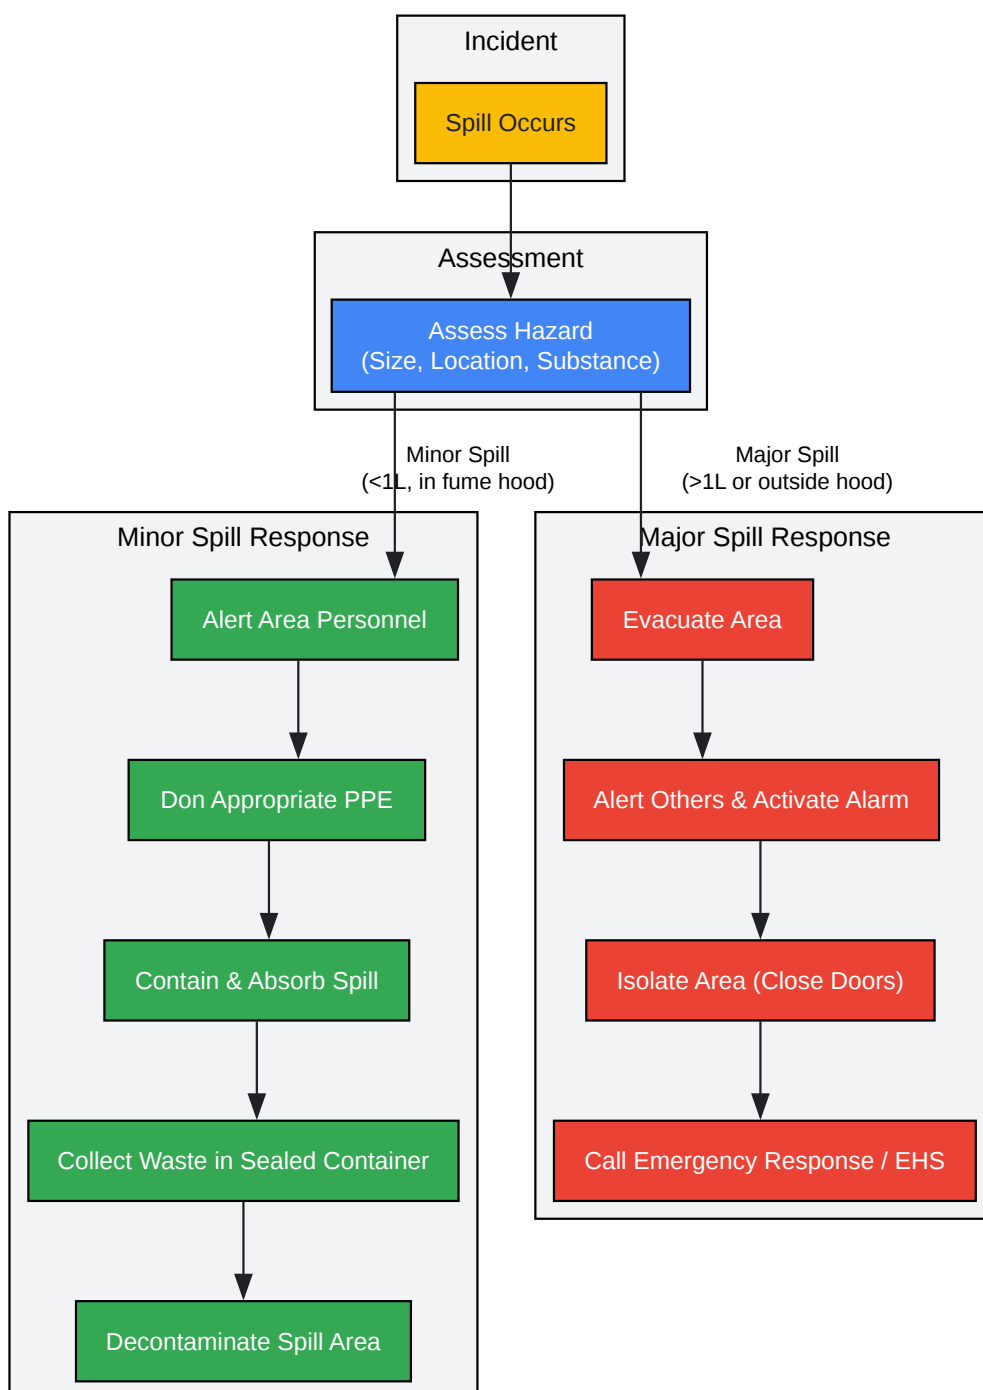 Incident
Spill Occurs
Assessment
Assess Hazard
(Size, Location, Substance)
Minor Spill
(<1L, in fume hood)
Major Spill
(>1L or outside hood)
Minor Spill Response
Alert Area Personnel
Don Appropriate PPE
Contain & Absorb Spill
Collect Waste in Sealed Container
Decontaminate Spill Area
Major Spill Response
Evacuate Area
Alert Others & Activate Alarm
Isolate Area (Close Doors)
Call Emergency Response / EHS